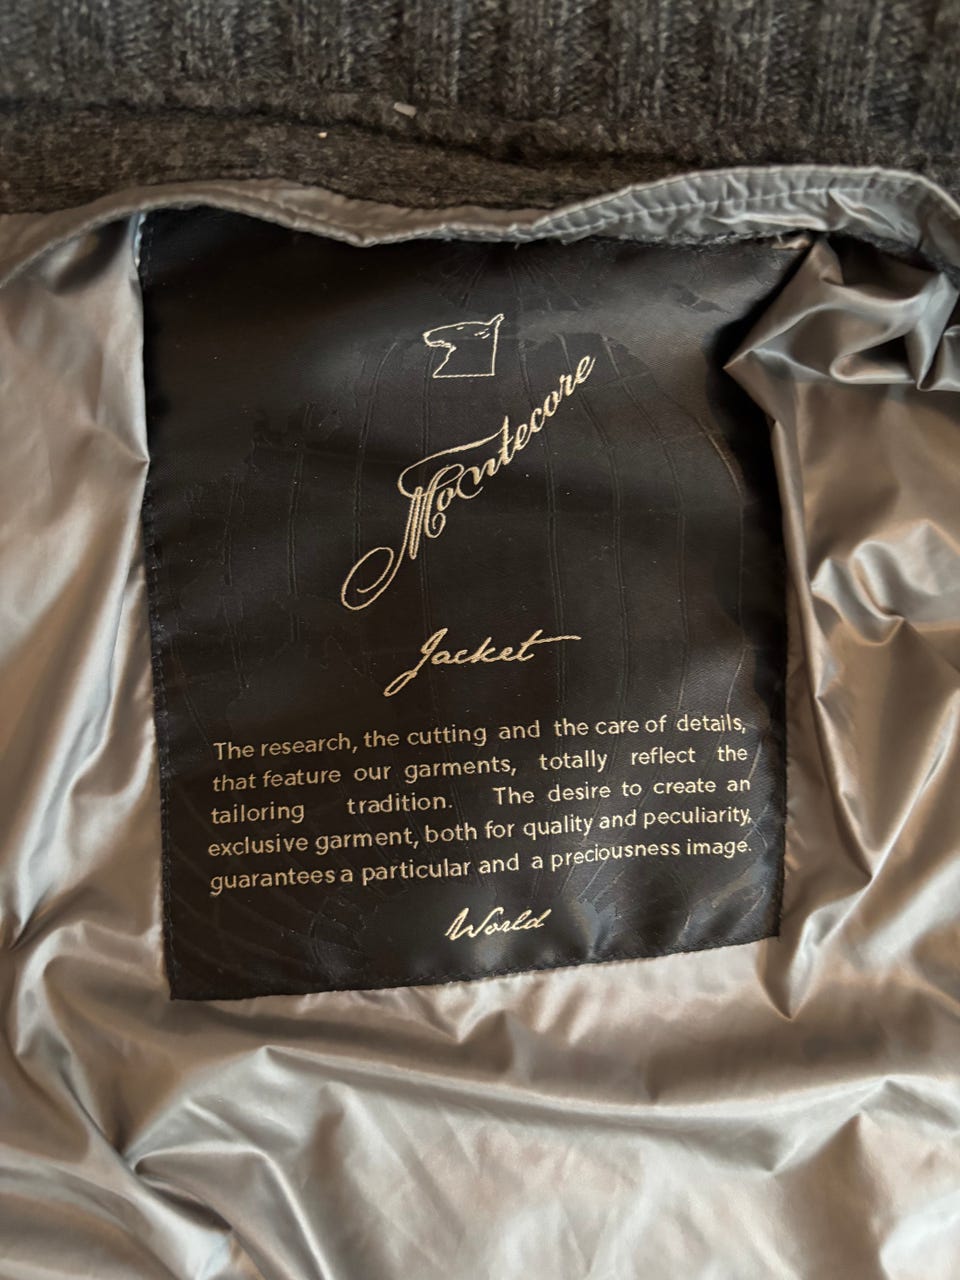 Montecore
Jacket
The research, the cutting and the care of details,
that feature our garments, totally reflect the
tailoring tradition. The desire to create an
exclusive garment, both for quality and peculiarity,
guarantees a particular and a preciousness image.
World